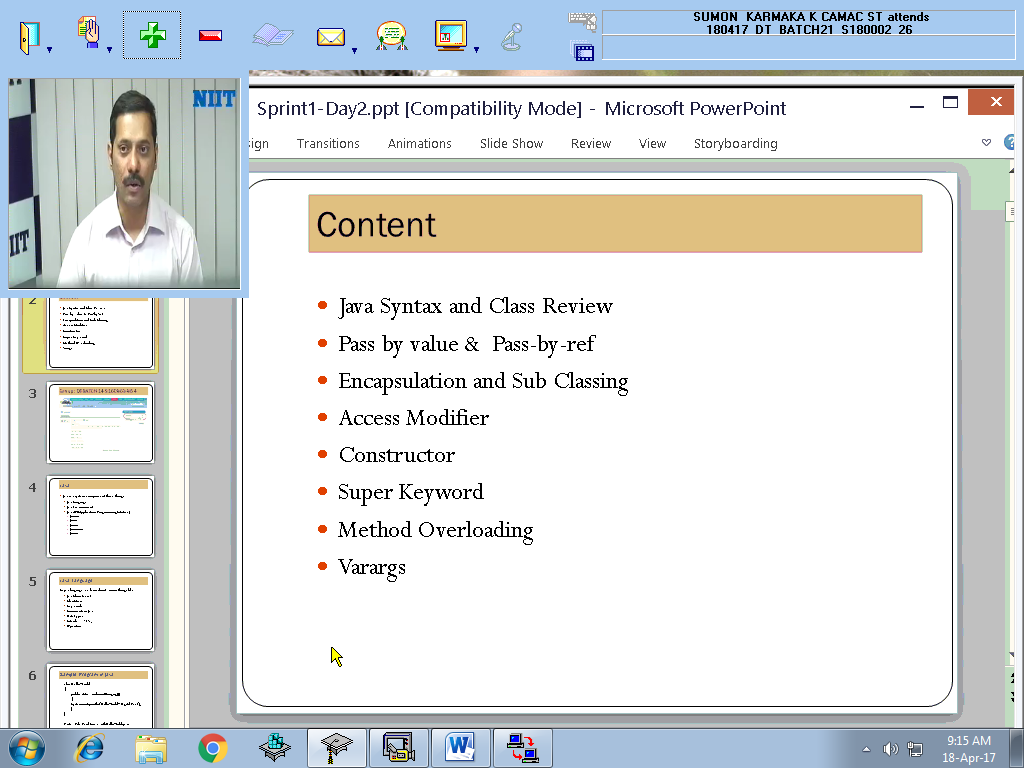 SUMON KARMAKA K CAMAC ST attends
180417 DT BATCH21 S180002 26
NIIT
IIT
Sprint1-Day2.ppt [Compatibility Mode] - Microsoft PowerPoint
ign Transitions Animations Slide Show Review View Storyboarding
Content
Java Syntax and Class Review
Pass by value & Pass-by-ref
Encapsulation and Sub Classing
Access Modifier
Constructor
Super Keyword
Method Overloading
Varargs
2
3
4
5
6
9:15 AM
18-Apr-17